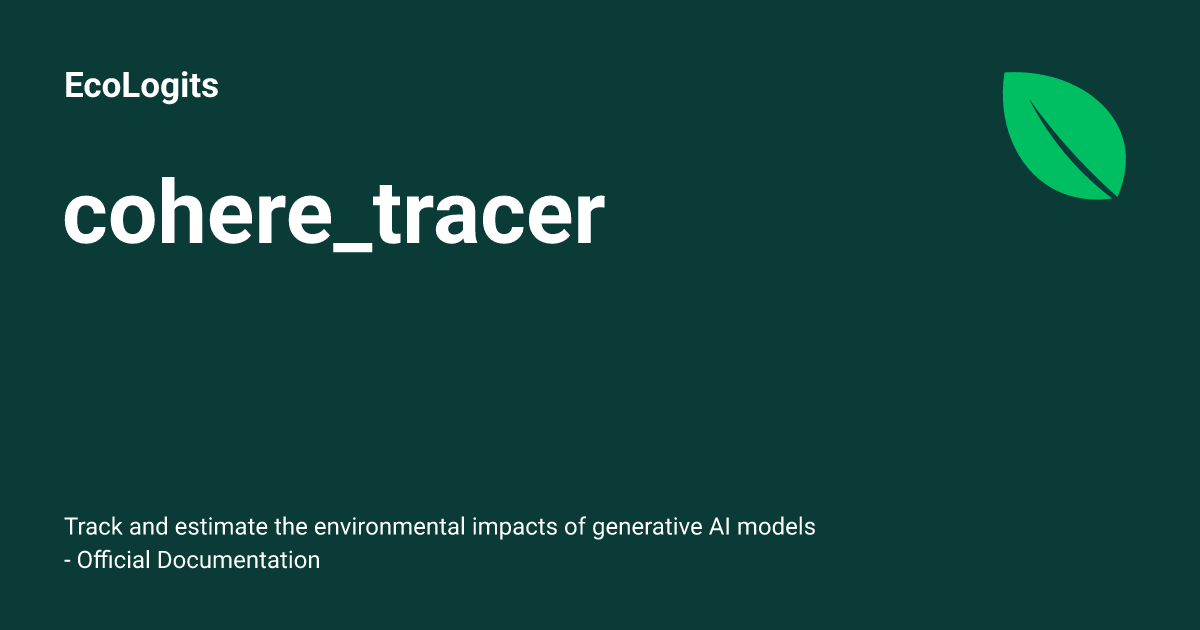 EcoLogits
cohere_tracer
Track and estimate the environmental impacts of generative AI models
- Official Documentation